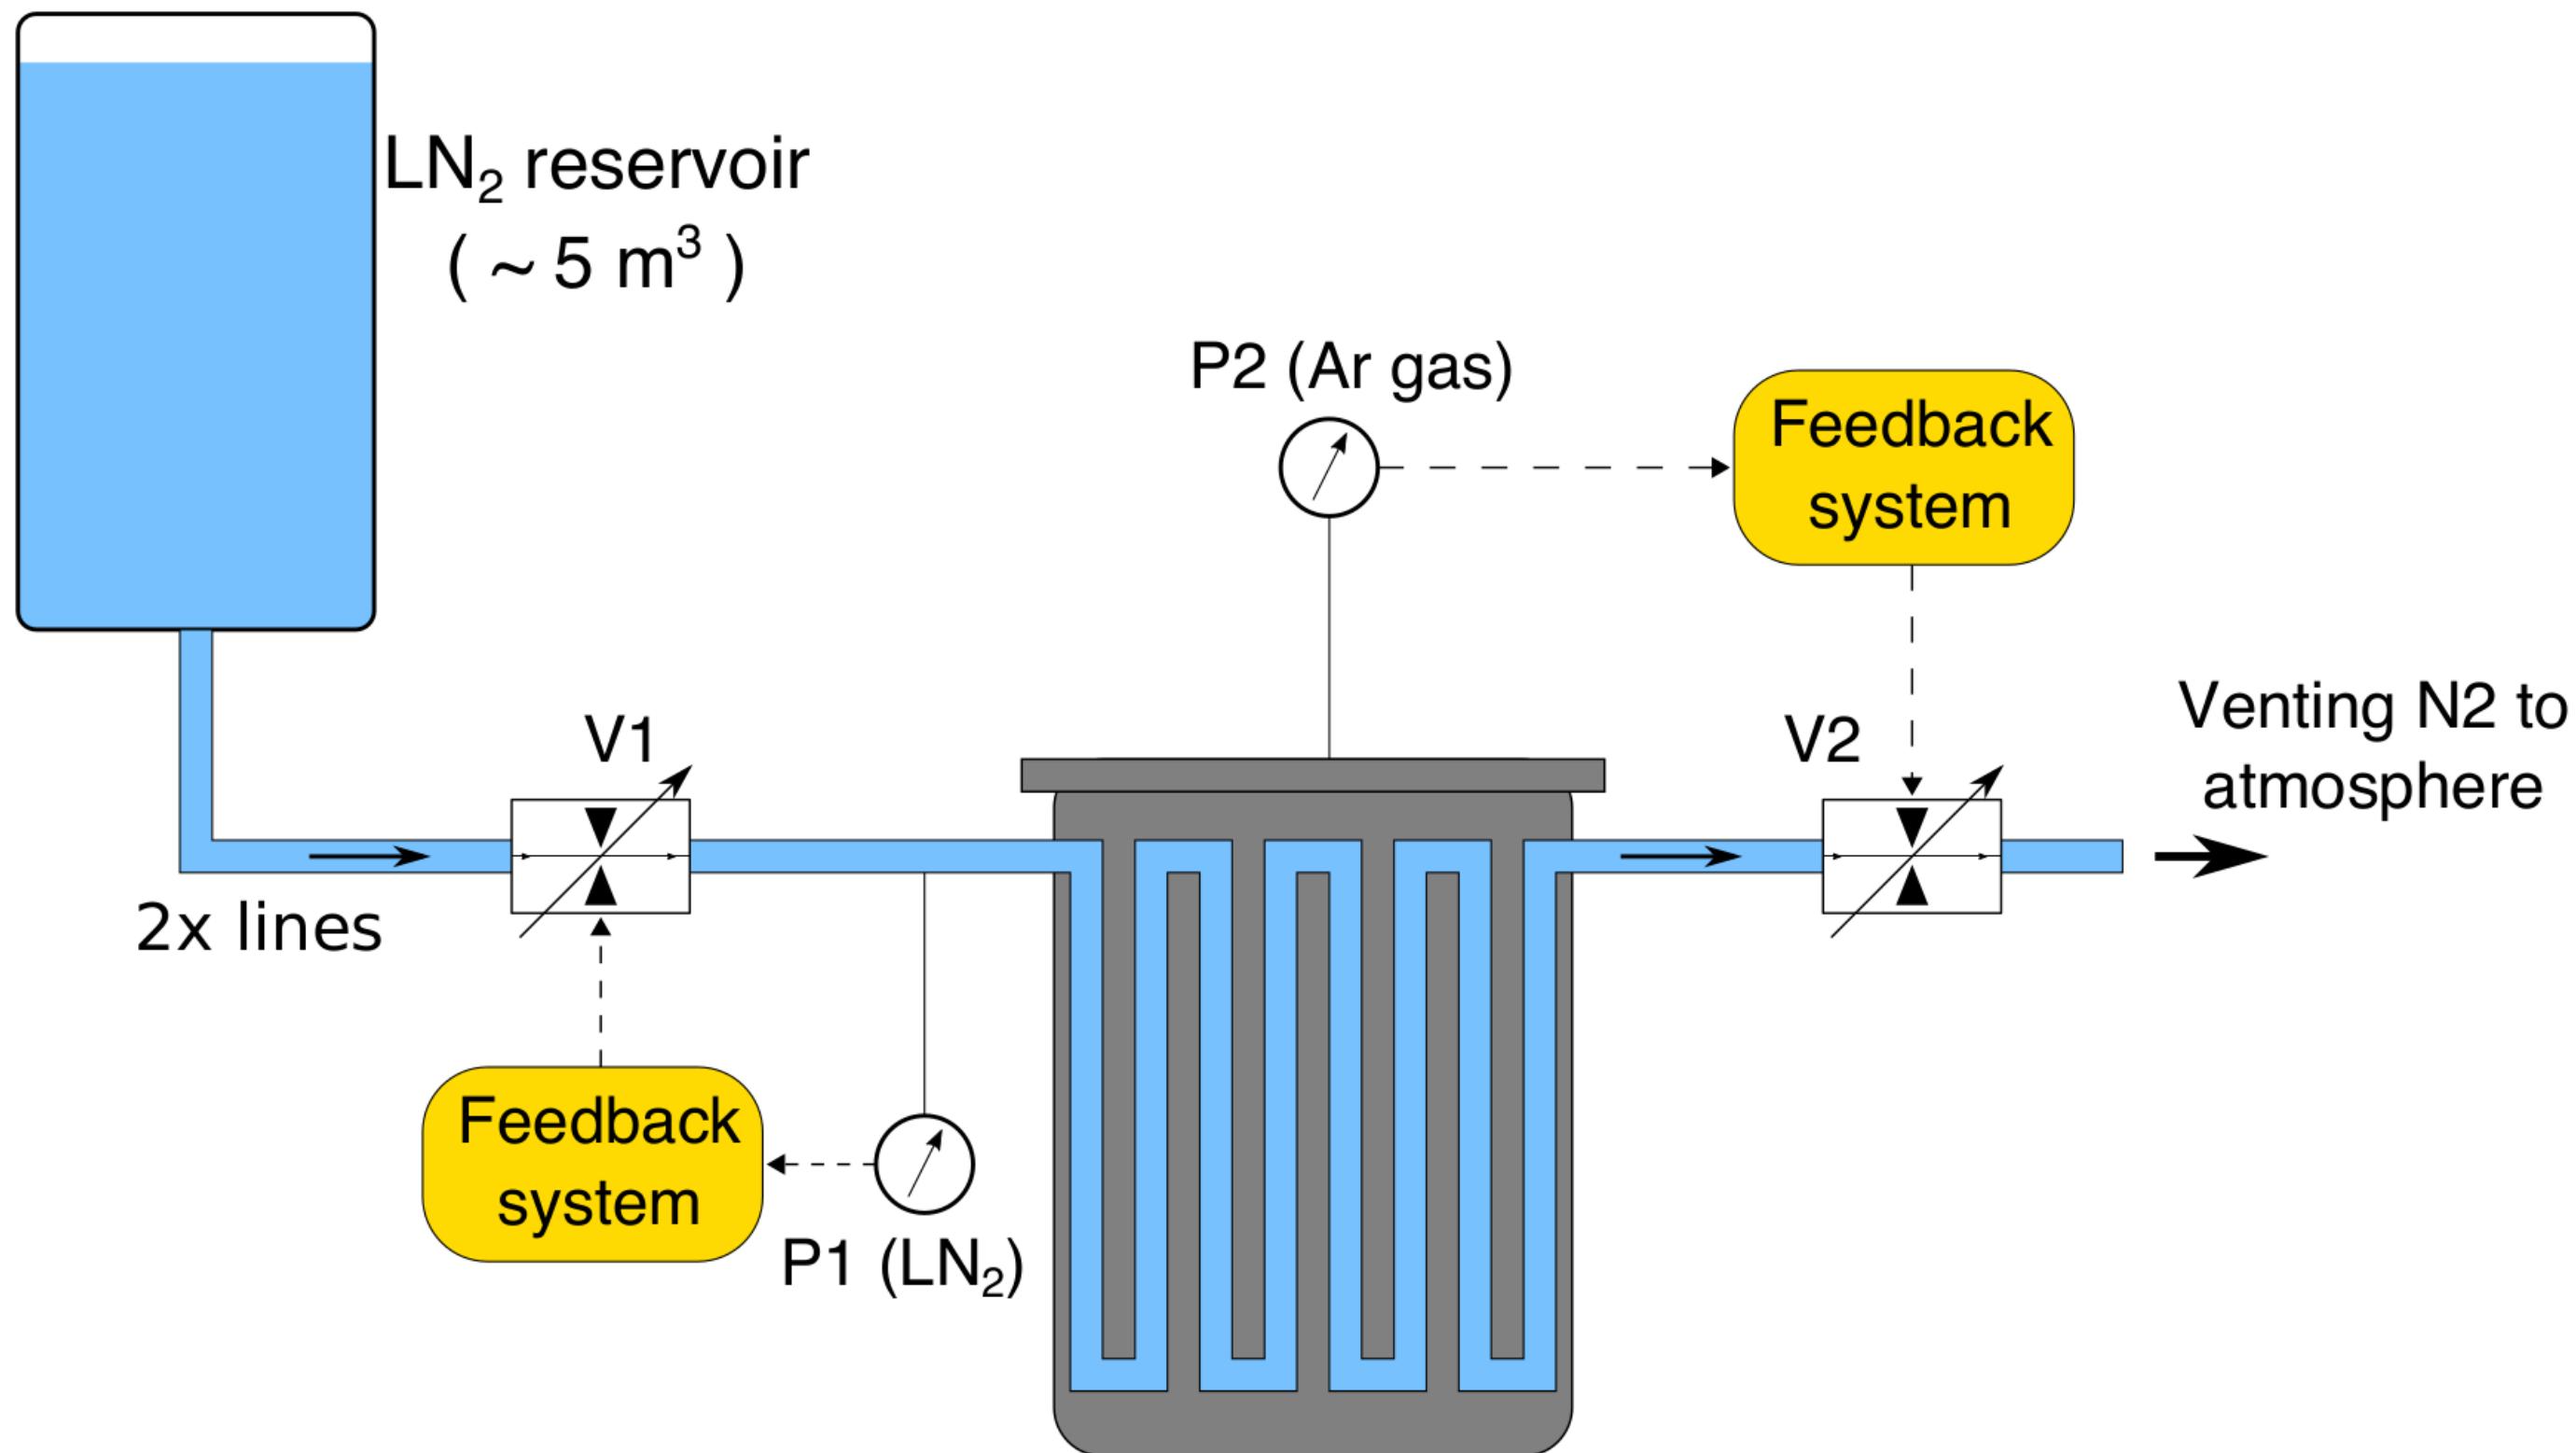 LN₂ reservoir
( ~ 5 m³ )
P2 (Ar gas)
Feedback
system
V1
V2
Venting N2 to
atmosphere
2x lines
Feedback
system
P1 (LN₂)